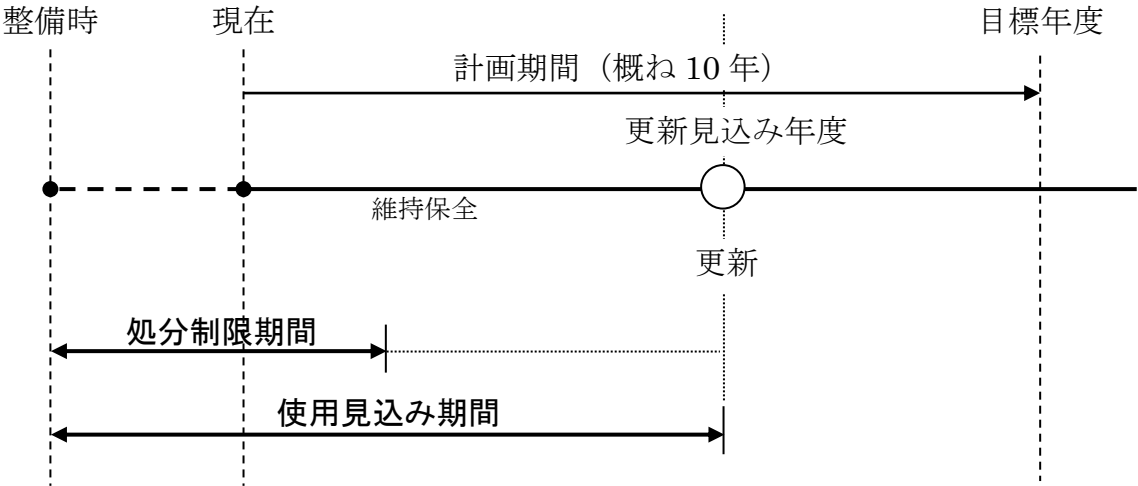 整備時
現在
目標年度
計画期間（概ね 10 年）
更新見込み年度
維持保全
更新
処分制限期間
使用見込み期間